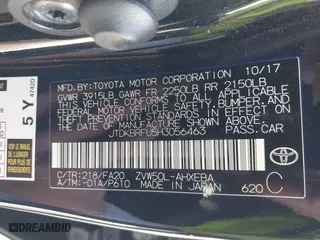 MFD. BY: TOYOTA MOTOR CORPORATION 10/17
GVWR 3915LB GAWR FR 2250LB RR 2150LB
THIS VEHICLE CONFORMS TO ALL APPLICABLE
FEDERAL MOTOR VEHICLE SAFETY, BUMPER, AND
THEFT PREVENTION STANDARDS IN EFFECT ON
THE DATE OF MANUFACTURE SHOWN ABOVE.
JTDKBRFU5H3056463 PASS.CAR
C/TR:218/FA20 ZVW50L-AHXEBA
A/TM:-01A/P610 MADE IN JAPAN
620 C
5 Y 47420
DREAMBID